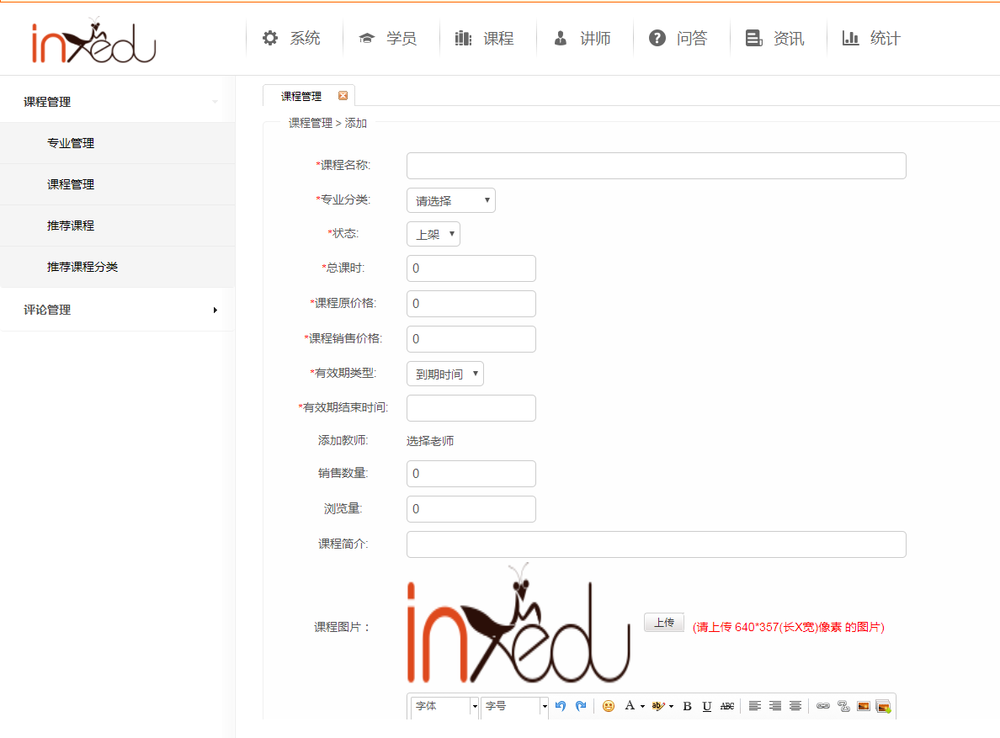 inxedu
系统
学员
课程
讲师
问答
资讯
统计
课程管理
专业管理
课程管理
推荐课程
推荐课程分类
评论管理
课程管理
课程管理 > 添加
*课程名称:
*专业分类: 请选择
*状态: 上架
*总课时: 0
*课程原价格: 0
*课程销售价格: 0
*有效期类型: 到期时间
*有效期结束时间:
添加教师: 选择老师
销售数量: 0
浏览量: 0
课程简介:
inxedu
课程图片： 上传 (请上传 640*357(长X宽)像素 的图片)
字体 字号 A ab B U ABC